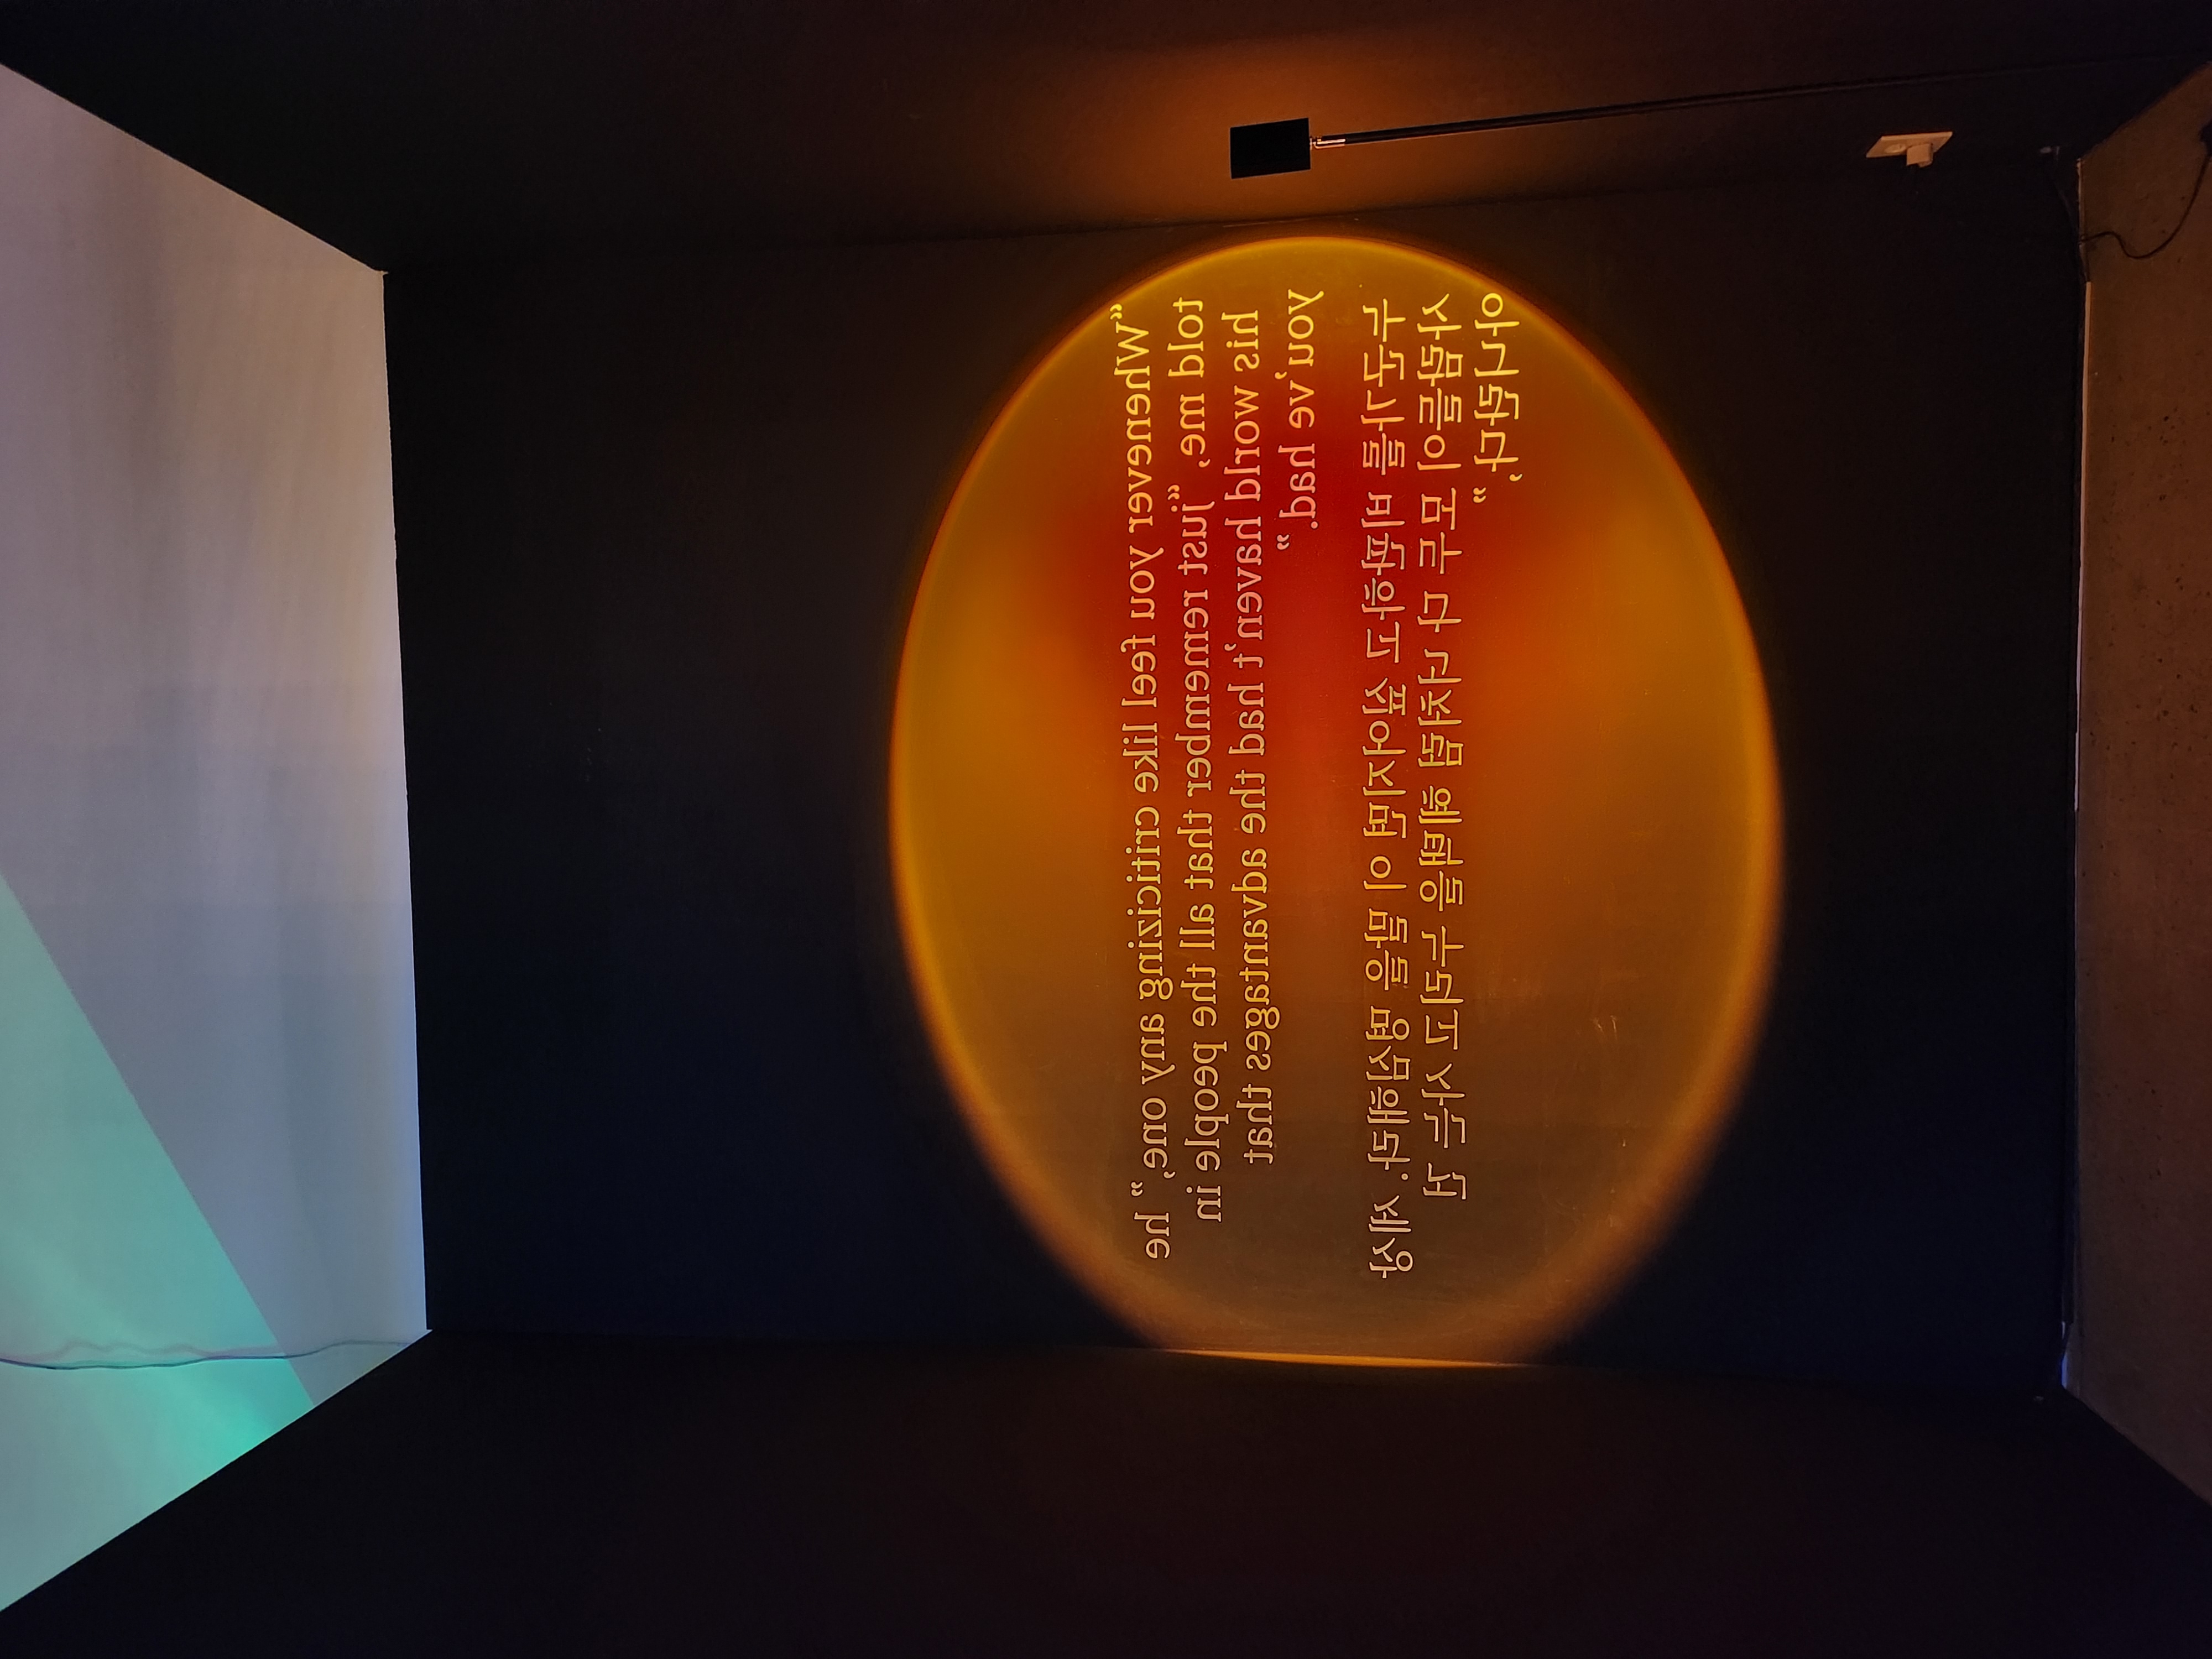 “Whenever you feel like criticizing any one,” he
told me, “just remember that all the people in
his world haven't had the advantages that
you've had.”
누군가를 비판하고 싶어지면 이 말을 명심해라. 세상
사람들이 모두 다 너처럼 혜택을 누리고 사는 건
아니란다,”